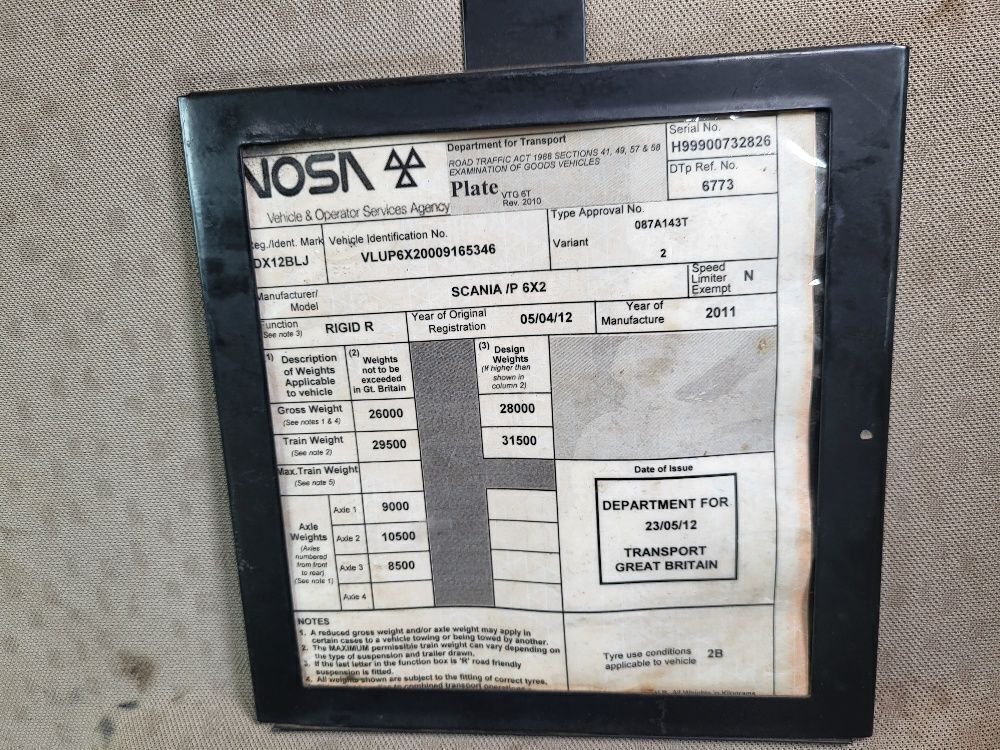 VOSA
Vehicle & Operator Services Agency
Department for Transport
ROAD TRAFFIC ACT 1988 SECTIONS 41, 49, 57 & 58
EXAMINATION OF GOODS VEHICLES
Plate VTG 6T
Rev. 2010
Serial No.
H99900732826
DTp Ref. No.
6773
eg./Ident. Mark
DX12BLJ
Vehicle Identification No.
VLUP6X20009165346
Type Approval No.
087A143T
Variant
2
Manufacturer/
Model
SCANIA /P 6X2
Speed
Limiter
Exempt
N
unction
See note 3)
RIGID R
Year of Original
Registration
05/04/12
Year of
Manufacture
2011
1) Description
of Weights
Applicable
to vehicle
(2) Weights
not to be
exceeded
in Gt. Britain
(3) Design
Weights
(If higher than
shown in
column 2)
Gross Weight
(See notes 1 & 4)
26000
28000
Train Weight
(See note 2)
29500
31500
Max.Train Weight
(See note 5)
Axle
Weights
(Axles
numbered
from front
to rear)
(See note 1)
Axle 1 9000
Axle 2 10500
Axle 3 8500
Axle 4
Date of Issue
DEPARTMENT FOR
23/05/12
TRANSPORT
GREAT BRITAIN
NOTES
1. A reduced gross weight and/or axle weight may apply in
certain cases to a vehicle towing or being towed by another.
2. The MAXIMUM permissible train weight can vary depending on
the type of suspension and trailer drawn.
3. If the last letter in the function box is 'R' road friendly
suspension is fitted.
4. All weights shown are subject to the fitting of correct tyres.
to combined transport operations
Tyre use conditions
applicable to vehicle
2B
All Weights in Kilograms